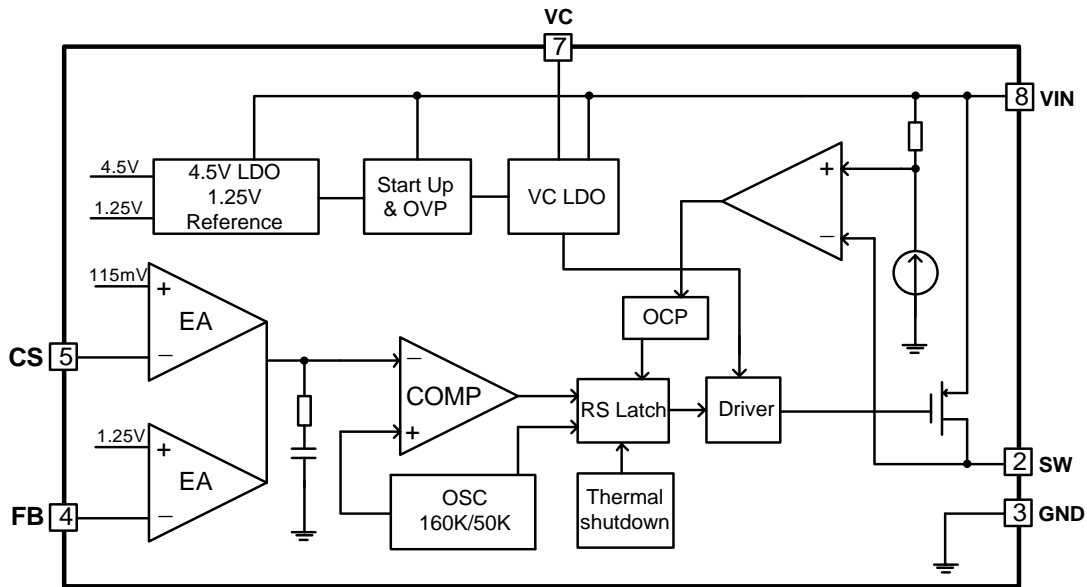 VC
7
8 VIN
4.5V
1.25V
4.5V LDO
1.25V
Reference
Start Up
& OVP
VC LDO
+
−
115mV
+
EA
−
CS 5
OCP
−
COMP
+
RS Latch
Driver
1.25V
+
EA
−
FB 4
OSC
160K/50K
Thermal
shutdown
2 SW
3 GND